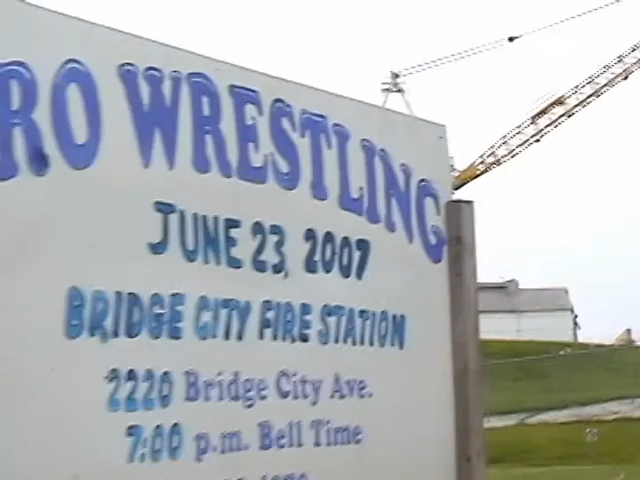 RO WRESTLING
JUNE 23, 2007
BRIDGE CITY FIRE STATION
2220 Bridge City Ave.
7:00 p.m. Bell Time